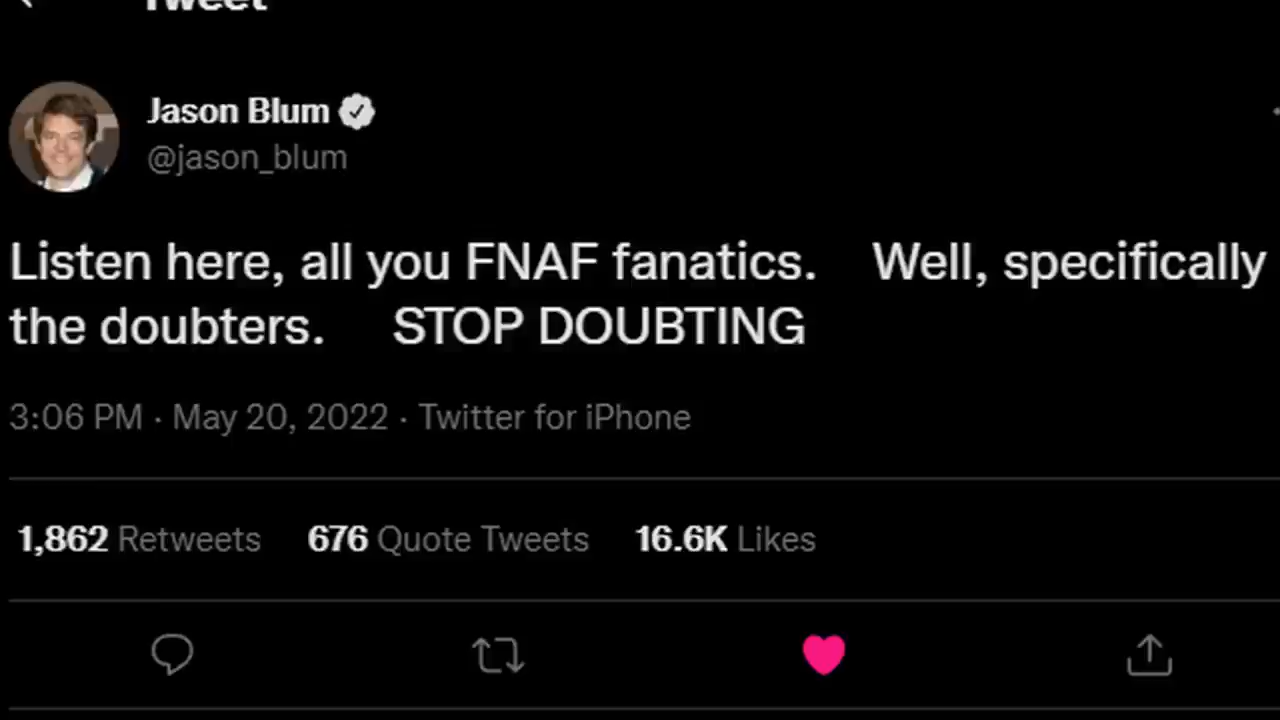 Tweet
Jason Blum
@jason_blum
Listen here, all you FNAF fanatics. Well, specifically
the doubters. STOP DOUBTING
3:06 PM · May 20, 2022 · Twitter for iPhone
1,862 Retweets 676 Quote Tweets 16.6K Likes